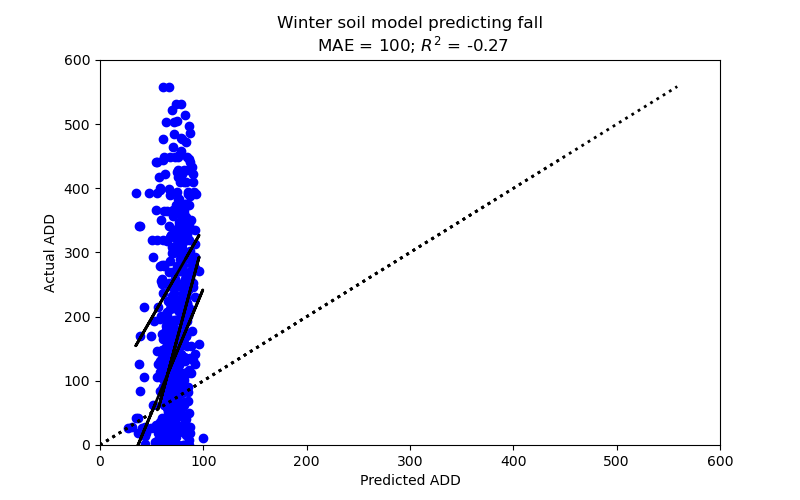 Winter soil model predicting fall
MAE = 100; $R^2$ = -0.27
600
500
400
300
200
100
0
Actual ADD
0 100 200 300 400 500 600
Predicted ADD